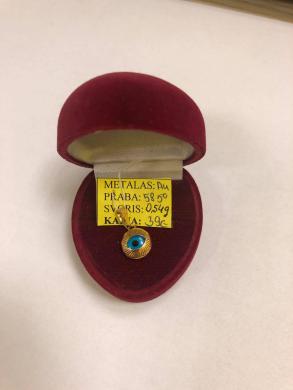 METALAS: Au
PRABA: 585°
SVORIS: 0,54g
KAINA: 39€